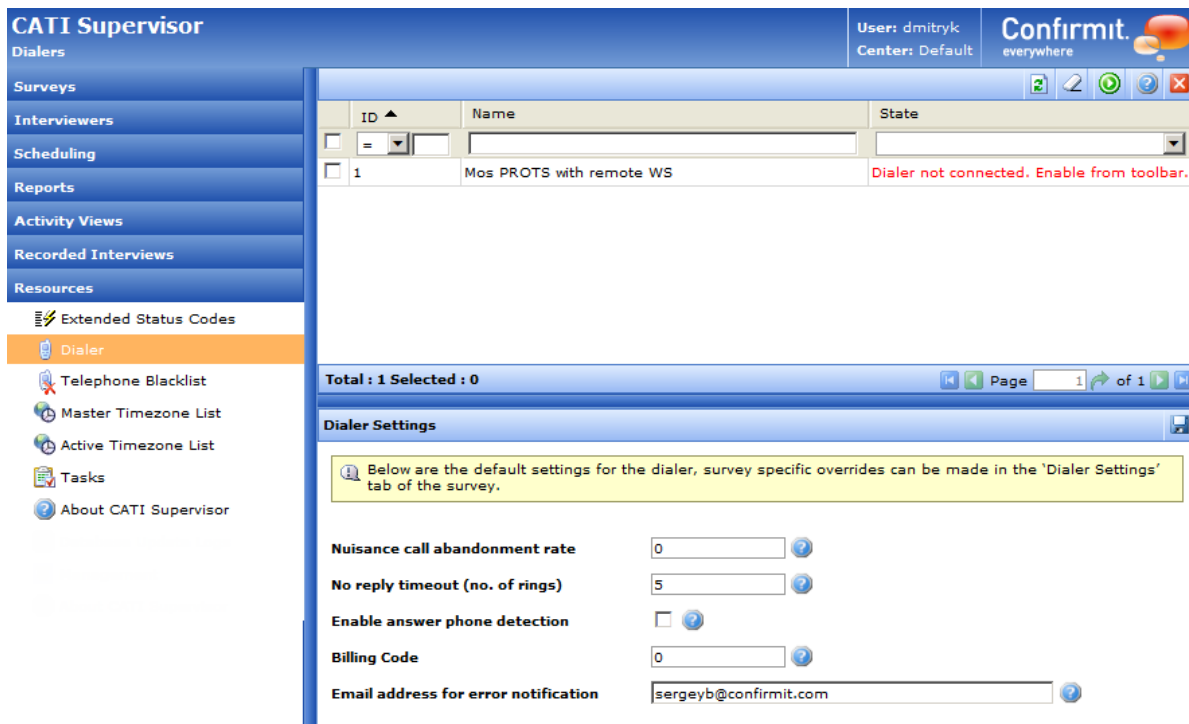 CATI Supervisor
Dialers
User: dmitryk
Center: Default
Confirmit.
everywhere
Surveys
Interviewers
Scheduling
Reports
Activity Views
Recorded Interviews
Resources
Extended Status Codes
Dialer
Telephone Blacklist
Master Timezone List
Active Timezone List
Tasks
About CATI Supervisor
ID Name State
=
1 Mos PROTS with remote WS Dialer not connected. Enable from toolbar.
Total : 1 Selected : 0 Page 1 of 1
Dialer Settings
Below are the default settings for the dialer, survey specific overrides can be made in the ‘Dialer Settings’
tab of the survey.
Nuisance call abandonment rate 0
No reply timeout (no. of rings) 5
Enable answer phone detection
Billing Code 0
Email address for error notification sergeyb@confirmit.com